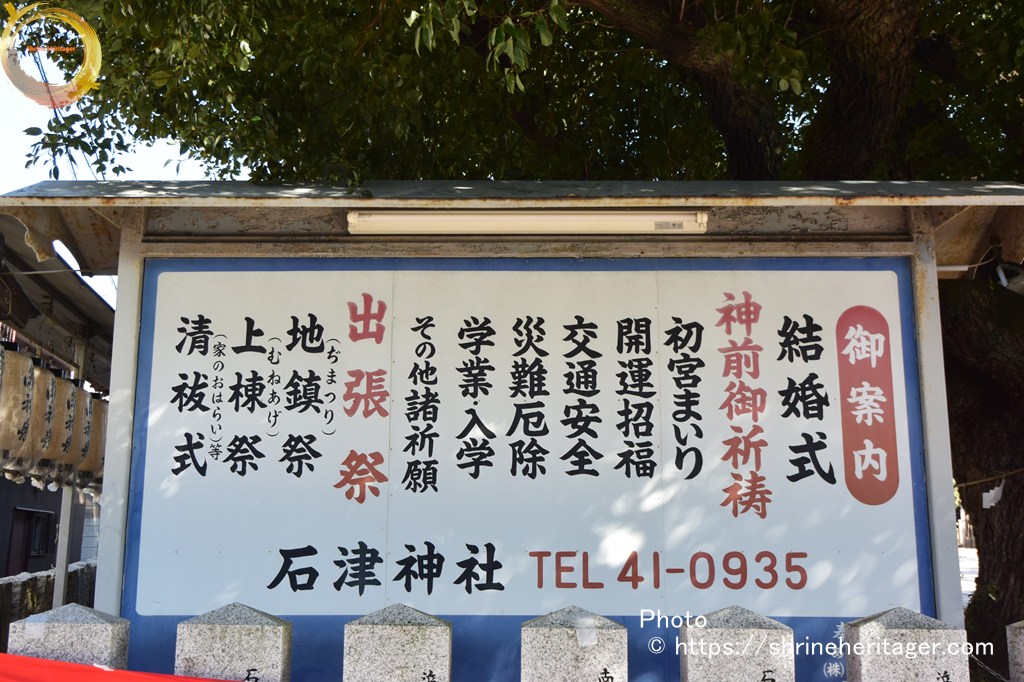 御案内
結婚式
神前御祈祷
初宮まいり
開運招福
交通安全
災難厄除
学業入学
その他諸祈願
出張祭
地鎮祭
(ぢまつり)
上棟祭
(むねあげ)
清祓式
(家のおはらい)等
石津神社 TEL 41-0935
Photo
© https://shrineheritager.com
Shrine Heritager